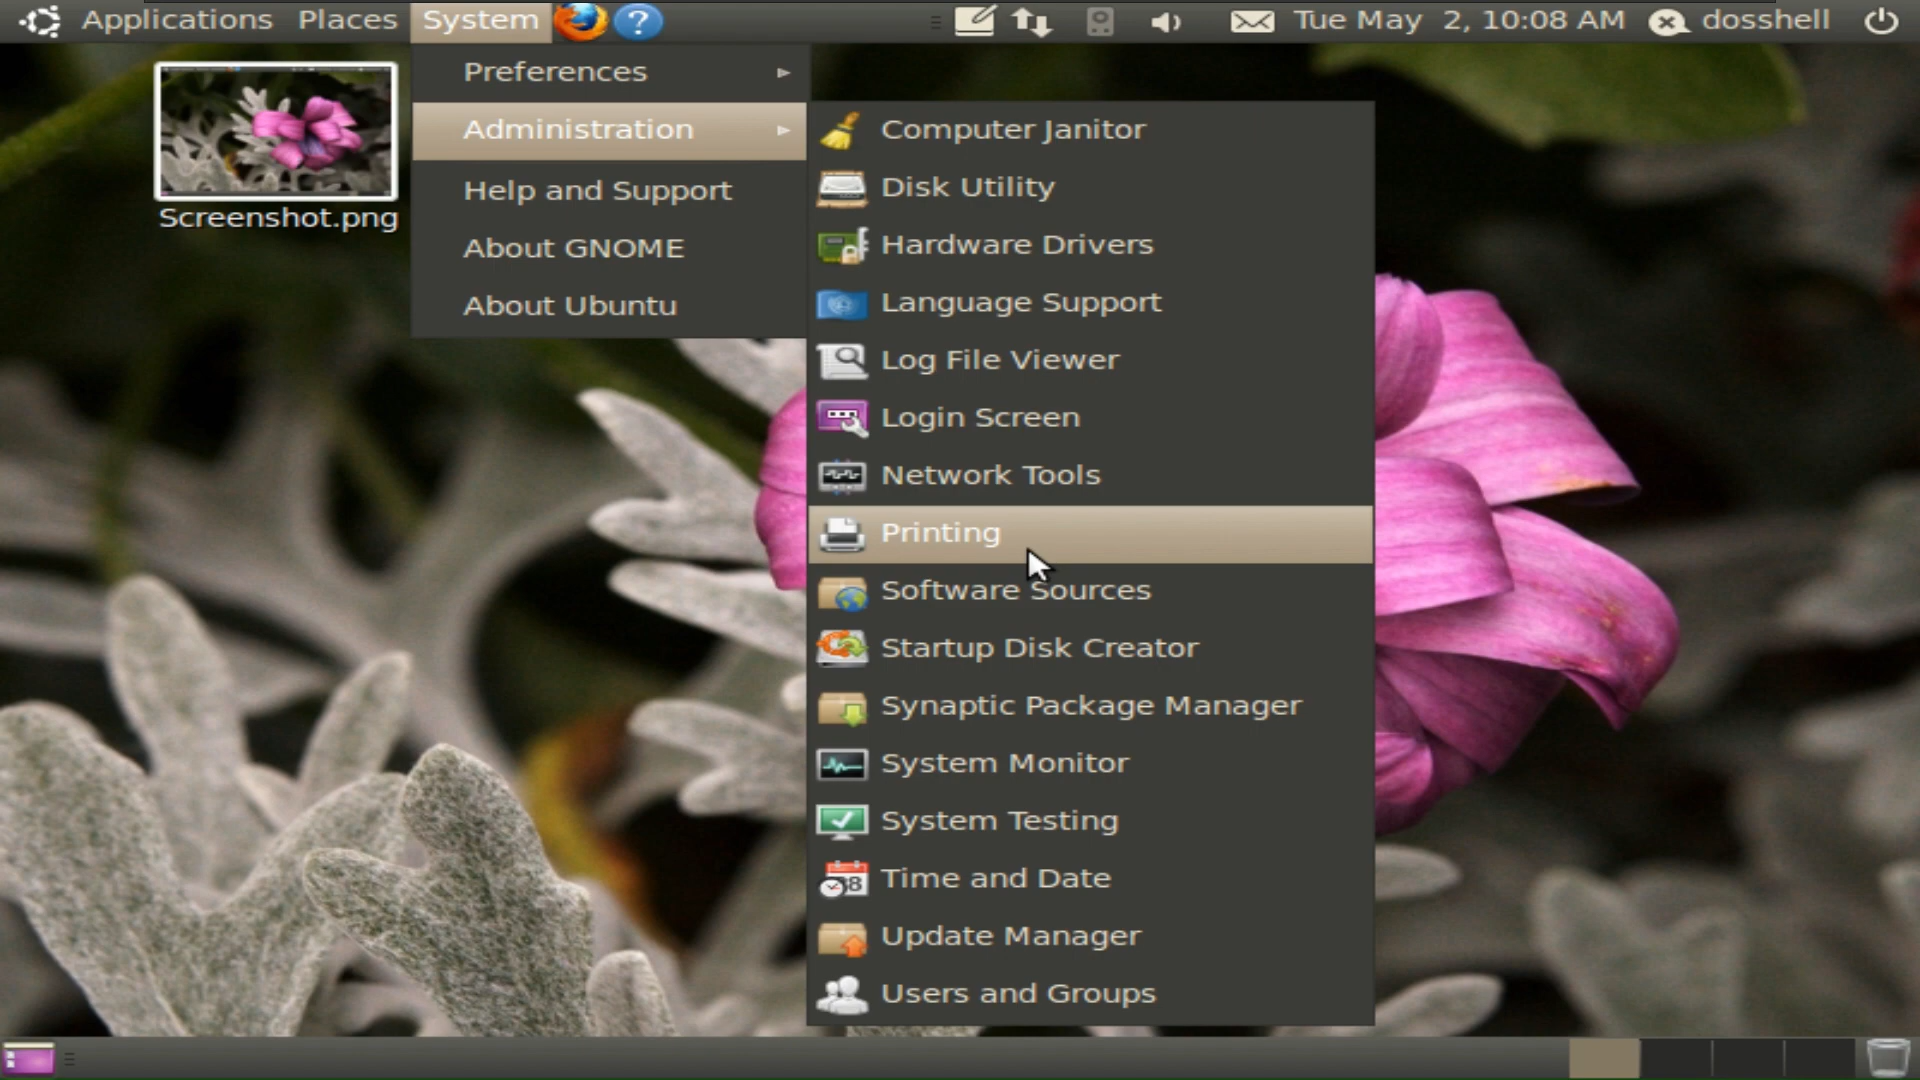 Applications Places System ? Tue May 2, 10:08 AM dosshell
Preferences
Administration
Help and Support
About GNOME
About Ubuntu
Screenshot.png
Computer Janitor
Disk Utility
Hardware Drivers
Language Support
Log File Viewer
Login Screen
Network Tools
Printing
Software Sources
Startup Disk Creator
Synaptic Package Manager
System Monitor
System Testing
Time and Date
Update Manager
Users and Groups